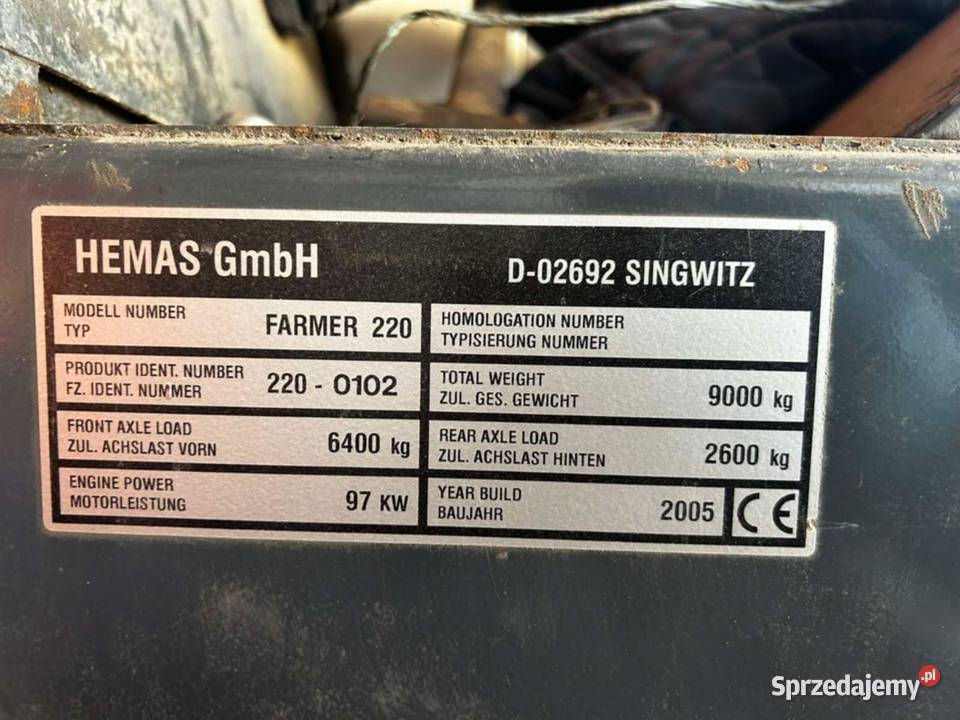 HEMAS GmbH
D-02692 SINGWITZ
MODELL NUMBER
TYP
FARMER 220
HOMOLOGATION NUMBER
TYPISIERUNG NUMMER
PRODUKT IDENT. NUMBER
FZ. IDENT. NUMMER
220 - 0102
TOTAL WEIGHT
ZUL. GES. GEWICHT
9000 kg
FRONT AXLE LOAD
ZUL. ACHSLAST VORN
6400 kg
REAR AXLE LOAD
ZUL. ACHSLAST HINTEN
2600 kg
ENGINE POWER
MOTORLEISTUNG
97 KW
YEAR BUILD
BAUJAHR
2005
CE
Sprzedajemy.pl